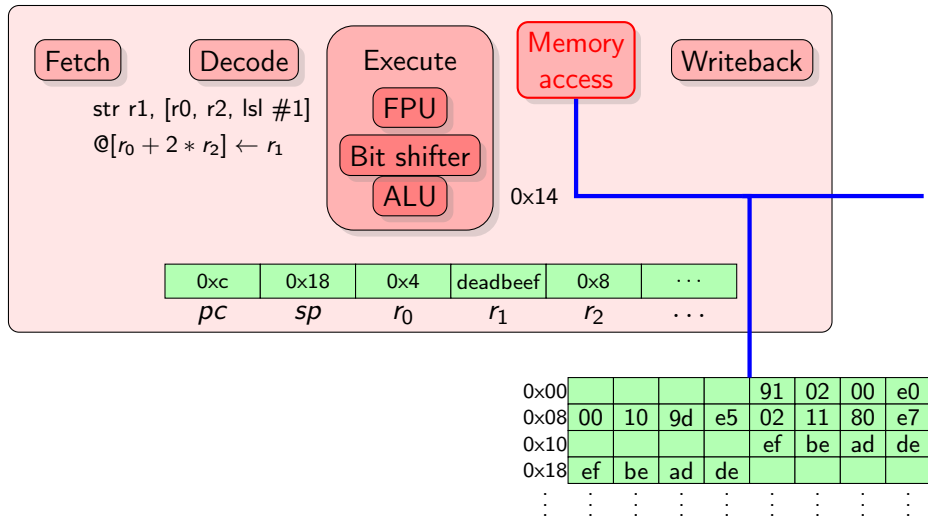 Fetch
Decode
Execute
Memory
access
Writeback
str r1, [r0, r2, lsl #1]
@[r₀ + 2 * r₂] ← r₁
FPU
Bit shifter
ALU
0x14
0xc 0x18 0x4 deadbeef 0x8 ···
pc sp r₀ r₁ r₂ ...
0x00 91 02 00 e0
0x08 00 10 9d e5 02 11 80 e7
0x10 ef be ad de
0x18 ef be ad de
⋮ ⋮ ⋮ ⋮ ⋮ ⋮ ⋮ ⋮ ⋮